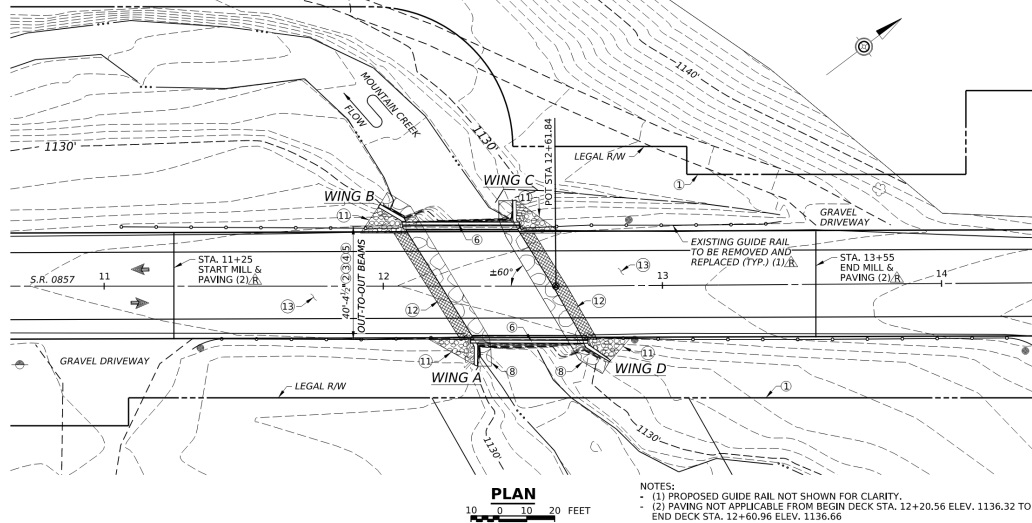 1140'
MOUNTAIN CREEK
FLOW
1130'
1130'
LEGAL R/W
POT STA 12+61.84
①
WING C
WING B
11
11
6
GRAVEL
DRIVEWAY
EXISTING GUIDE RAIL
TO BE REMOVED AND
REPLACED (TYP.) (1)/R
STA. 11+25
START MILL &
PAVING (2)/R
STA. 13+55
END MILL &
PAVING (2)/R
S.R. 0857
11
12
13
14
±60°
13
13
12
12
40'-4½" ②③④⑤
OUT-TO-OUT BEAMS
6
11
11
8
8
GRAVEL DRIVEWAY
WING A
WING D
LEGAL R/W
①
1130'
1130'
PLAN
10 0 10 20 FEET
NOTES:
- (1) PROPOSED GUIDE RAIL NOT SHOWN FOR CLARITY.
- (2) PAVING NOT APPLICABLE FROM BEGIN DECK STA. 12+20.56 ELEV. 1136.32 TO
END DECK STA. 12+60.96 ELEV. 1136.66